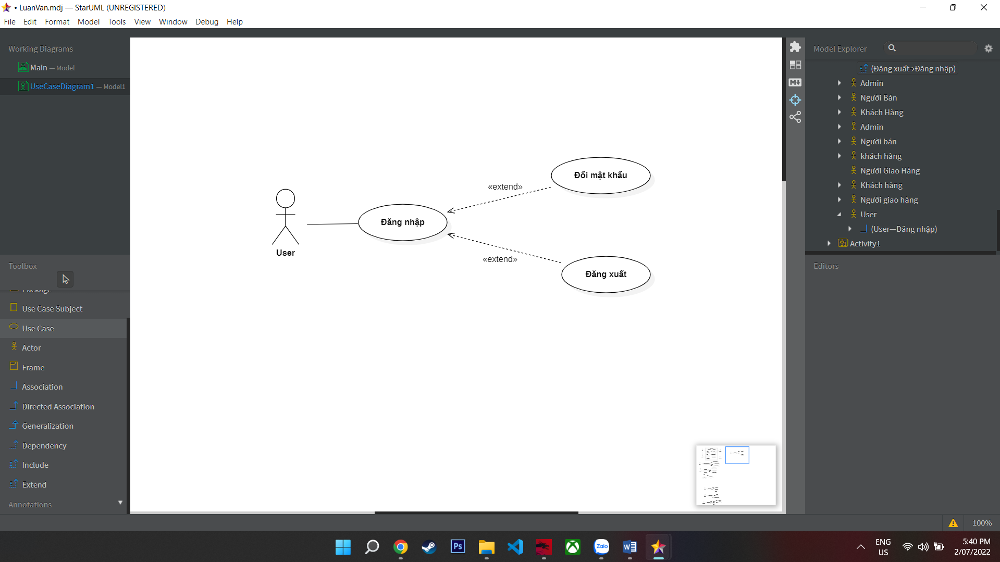 • LuanVan.mdj — StarUML (UNREGISTERED)
File Edit Format Model Tools View Window Debug Help
Working Diagrams
Main — Model
UseCaseDiagram1 — Model1
Toolbox
Package
Use Case Subject
Use Case
Actor
Frame
Association
Directed Association
Generalization
Dependency
Include
Extend
Annotations
Đổi mật khẩu
«extend»
Đăng nhập
User
«extend»
Đăng xuất
Model Explorer
(Đăng xuất→Đăng nhập)
Admin
Người Bán
Khách Hàng
Admin
Người bán
khách hàng
Người Giao Hàng
Khách hàng
Người giao hàng
User
(User—Đăng nhập)
Activity1
Editors
100%
Ps
Zalo
ENG
US
5:40 PM
2/07/2022